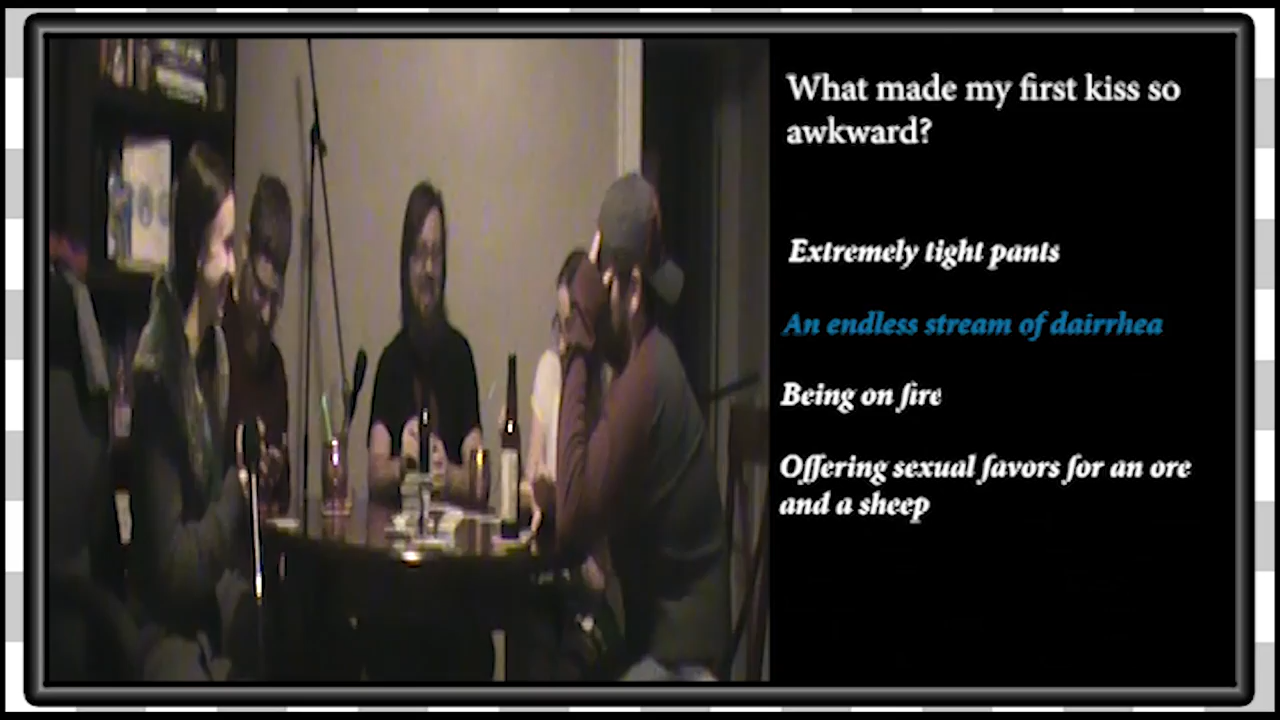 What made my first kiss so
awkward?
Extremely tight pants
An endless stream of dairrhea
Being on fire
Offering sexual favors for an ore
and a sheep